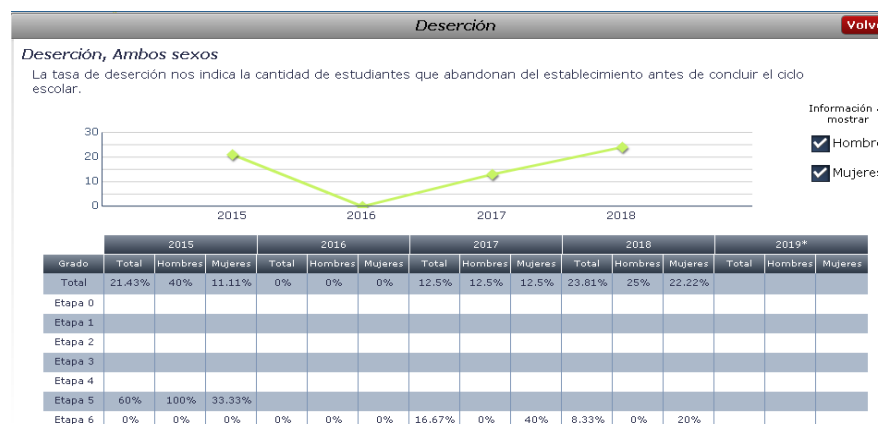 Deserción
Volv
Deserción, Ambos sexos
La tasa de deserción nos indica la cantidad de estudiantes que abandonan del establecimiento antes de concluir el ciclo
escolar.
Información
mostrar
Hombr
Mujeres
30
20
10
0
2015 2016 2017 2018
2015 2016 2017 2018 2019*
Grado Total Hombres Mujeres Total Hombres Mujeres Total Hombres Mujeres Total Hombres Mujeres Total Hombres Mujeres
Total 21.43% 40% 11.11% 0% 0% 0% 12.5% 12.5% 12.5% 23.81% 25% 22.22%
Etapa 0
Etapa 1
Etapa 2
Etapa 3
Etapa 4
Etapa 5 60% 100% 33.33%
Etapa 6 0% 0% 0% 0% 0% 0% 16.67% 0% 40% 8.33% 0% 20%